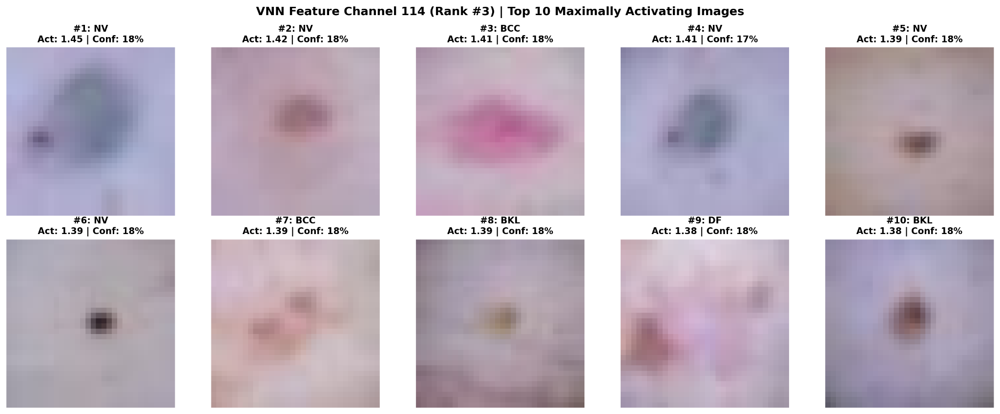 VNN Feature Channel 114 (Rank #3) | Top 10 Maximally Activating Images
#1: NV
Act: 1.45 | Conf: 18%
#2: NV
Act: 1.42 | Conf: 18%
#3: BCC
Act: 1.41 | Conf: 18%
#4: NV
Act: 1.41 | Conf: 17%
#5: NV
Act: 1.39 | Conf: 18%
#6: NV
Act: 1.39 | Conf: 18%
#7: BCC
Act: 1.39 | Conf: 18%
#8: BKL
Act: 1.39 | Conf: 18%
#9: DF
Act: 1.38 | Conf: 18%
#10: BKL
Act: 1.38 | Conf: 18%